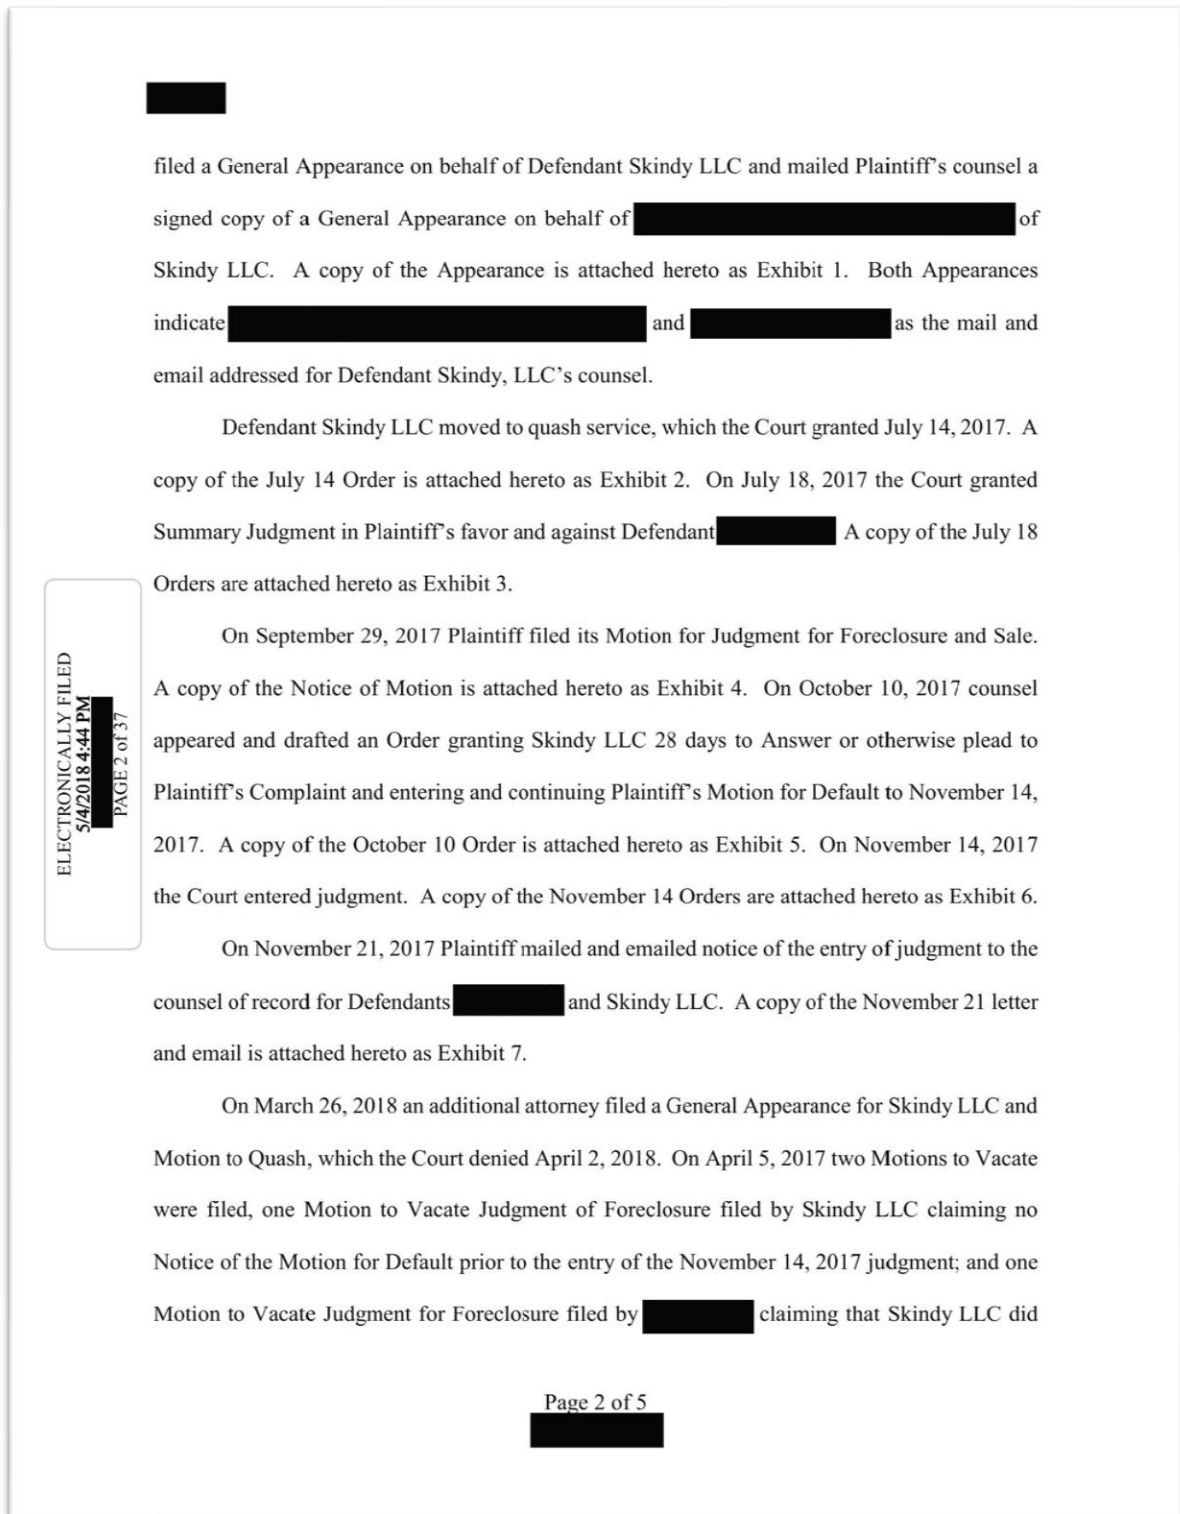 filed a General Appearance on behalf of Defendant Skindy LLC and mailed Plaintiff's counsel a
signed copy of a General Appearance on behalf of of
Skindy LLC. A copy of the Appearance is attached hereto as Exhibit 1. Both Appearances
indicate and as the mail and
email addressed for Defendant Skindy, LLC's counsel.
Defendant Skindy LLC moved to quash service, which the Court granted July 14, 2017. A
copy of the July 14 Order is attached hereto as Exhibit 2. On July 18, 2017 the Court granted
Summary Judgment in Plaintiff's favor and against Defendant A copy of the July 18
Orders are attached hereto as Exhibit 3.
On September 29, 2017 Plaintiff filed its Motion for Judgment for Foreclosure and Sale.
A copy of the Notice of Motion is attached hereto as Exhibit 4. On October 10, 2017 counsel
appeared and drafted an Order granting Skindy LLC 28 days to Answer or otherwise plead to
Plaintiff's Complaint and entering and continuing Plaintiff's Motion for Default to November 14,
2017. A copy of the October 10 Order is attached hereto as Exhibit 5. On November 14, 2017
the Court entered judgment. A copy of the November 14 Orders are attached hereto as Exhibit 6.
On November 21, 2017 Plaintiff mailed and emailed notice of the entry of judgment to the
counsel of record for Defendants and Skindy LLC. A copy of the November 21 letter
and email is attached hereto as Exhibit 7.
On March 26, 2018 an additional attorney filed a General Appearance for Skindy LLC and
Motion to Quash, which the Court denied April 2, 2018. On April 5, 2017 two Motions to Vacate
were filed, one Motion to Vacate Judgment of Foreclosure filed by Skindy LLC claiming no
Notice of the Motion for Default prior to the entry of the November 14, 2017 judgment; and one
Motion to Vacate Judgment for Foreclosure filed by claiming that Skindy LLC did
Page 2 of 5
ELECTRONICALLY FILED
5/4/2018 4:44 PM
PAGE 2 of 37